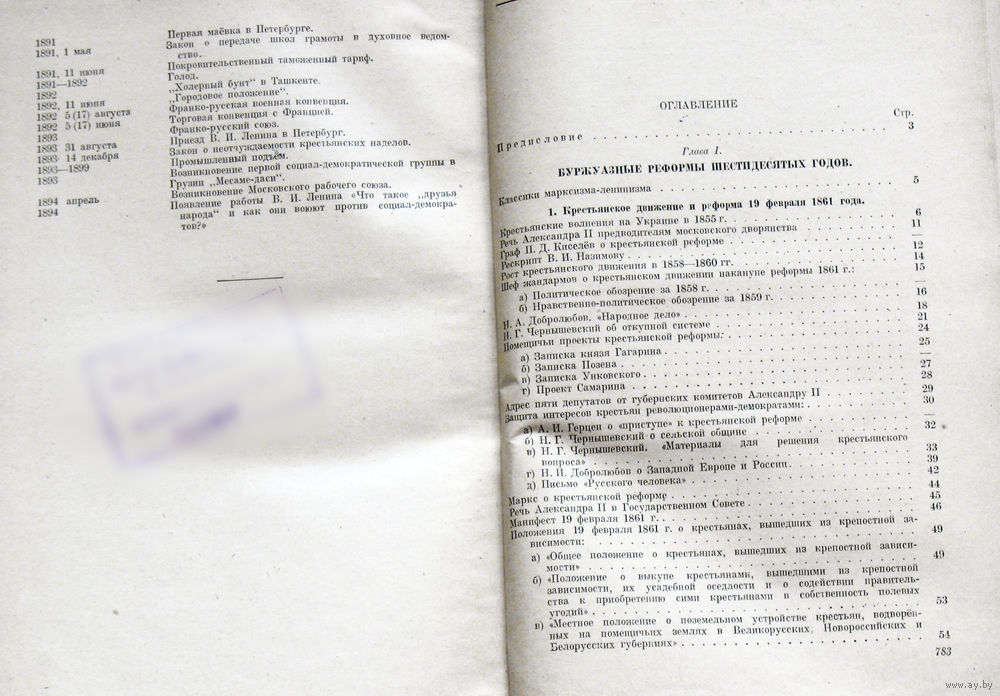 1891 Первая маёвка в Петербурге.
1891, 1 мая Закон о передаче школ грамоты в духовное ведом-
ство.
Покровительственный таможенный тариф.
1891, 11 июня Голод.
1891—1892 „Холерный бунт“ в Ташкенте.
1892 „Городовое положение“.
1892, 11 июня Франко-русская военная конвенция.
1892 5 (17) августа Торговая конвенция с Францией.
1892 5 (17) июня Франко-русский союз.
1893 Приезд В. И. Ленина в Петербург.
1893 31 августа Закон о неотчуждаемости крестьянских наделов.
1893 14 декабря Промышленный подъём.
1893—1899 Возникновение первой социал-демократической группы в
1893 Грузии „Месаме-даси“.
Возникновение Московского рабочего союза.
1894 апрель Появление работы В. И. Ленина «Что такое „друзья
1894 народа“ и как они воюют против социал-демокра-
тов?»
ОГЛАВЛЕНИЕ
Стр.
Предисловие . . . 3
Глава I.
БУРЖУАЗНЫЕ РЕФОРМЫ ШЕСТИДЕСЯТЫХ ГОДОВ.
Классики марксизма-ленинизма . . . 5
1. Крестьянское движение и реформа 19 февраля 1861 года.
Крестьянские волнения на Украине в 1855 г. . . . 6
Речь Александра II предводителям московского дворянства . . . 11
Граф П. Д. Киселёв о крестьянской реформе . . . —
Рескрипт В. И. Назимову . . . 12
Рост крестьянского движения в 1858—1860 гг. . . . 14
Шеф жандармов о крестьянском движении накануне реформы 1861 г.: . . . 15
а) Политическое обозрение за 1858 г. . . . —
б) Нравственно-политическое обозрение за 1859 г. . . . 16
Н. А. Добролюбов. «Народное дело» . . . 18
Н. Г. Чернышевский об откупной системе . . . 21
Помещичьи проекты крестьянской реформы: . . . 24
а) Записка князя Гагарина . . . 25
б) Записка Позена . . . —
в) Записка Унковского . . . 27
г) Проект Самарина . . . 28
Адрес пяти депутатов от губернских комитетов Александру II . . . 29
Защита интересов крестьян революционерами-демократами: . . . 30
а) А. И. Герцен о «приступе» к крестьянской реформе . . . —
б) Н. Г. Чернышевский о сельской общине . . . 32
в) Н. Г. Чернышевский. «Материалы для решения крестьянского
вопроса» . . . 33
г) Н. И. Добролюбов о Западной Европе и России . . . 39
д) Письмо «Русского человека» . . . 42
Маркс о крестьянской реформе . . . 44
Речь Александра II в Государственном Совете . . . 45
Манифест 19 февраля 1861 г. . . . 46
Положения 19 февраля 1861 г. о крестьянах, вышедших из крепостной за-
висимости: . . . 49
а) «Общее положение о крестьянах, вышедших из крепостной зависи-
мости» . . . 49
б) «Положение о выкупе крестьянами, вышедшими из крепостной
зависимости, их усадебной оседлости и о содействии правитель-
ства к приобретению сими крестьянами в собственность полевых
угодий» . . . 53
в) «Местное положение о поземельном устройстве крестьян, водворён-
ных на помещичьих землях в Великорусских, Новороссийских и
Белорусских губерниях» . . . 54
783
www.ay.by